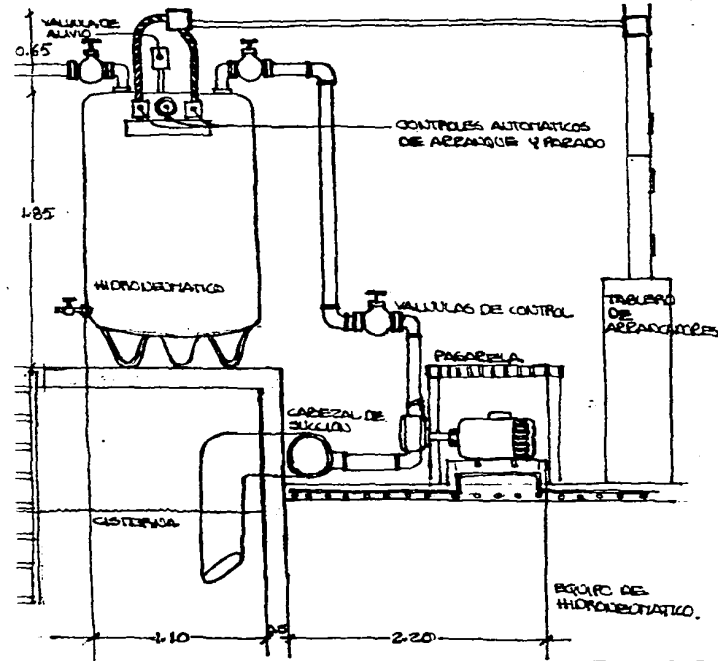 VALVULA DE
ALIVIO
0.65
CONTROLES AUTOMATICOS
DE ARRANQUE Y PARADO
1.85
HIDRONEUMATICO
VALVULAS DE CONTROL
TABLERO
DE
ARRANCADORES
PASARELA
CABEZAL DE
SUCCION
CISTERNA
EQUIPO DE
HIDRONEUMATICO.
1.10
2.20